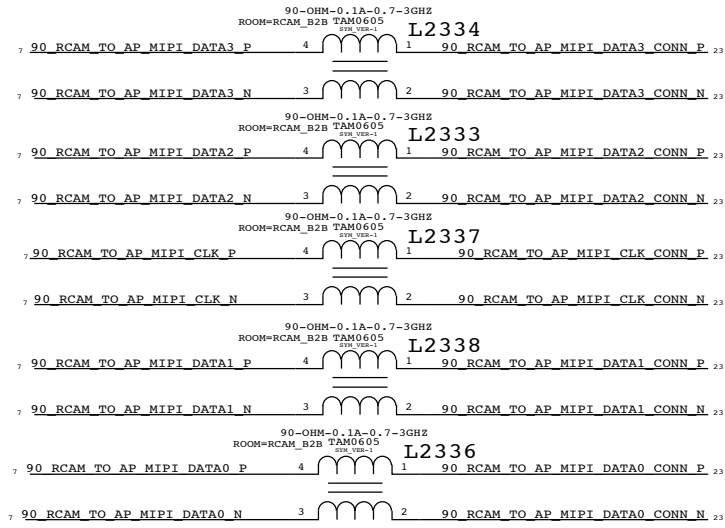 90-OHM-0.1A-0.7-3GHZ
ROOM=RCAM_B2B TAM0605 L2334
SYM_VER-1
7 90_RCAM_TO_AP_MIPI_DATA3_P 4 1 90_RCAM_TO_AP_MIPI_DATA3_CONN_P 23
7 90_RCAM_TO_AP_MIPI_DATA3_N 3 2 90_RCAM_TO_AP_MIPI_DATA3_CONN_N 23
90-OHM-0.1A-0.7-3GHZ
ROOM=RCAM_B2B TAM0605 L2333
SYM_VER-1
7 90_RCAM_TO_AP_MIPI_DATA2_P 4 1 90_RCAM_TO_AP_MIPI_DATA2_CONN_P 23
7 90_RCAM_TO_AP_MIPI_DATA2_N 3 2 90_RCAM_TO_AP_MIPI_DATA2_CONN_N 23
90-OHM-0.1A-0.7-3GHZ
ROOM=RCAM_B2B TAM0605 L2337
SYM_VER-1
7 90_RCAM_TO_AP_MIPI_CLK_P 4 1 90_RCAM_TO_AP_MIPI_CLK_CONN_P 23
7 90_RCAM_TO_AP_MIPI_CLK_N 3 2 90_RCAM_TO_AP_MIPI_CLK_CONN_N 23
90-OHM-0.1A-0.7-3GHZ
ROOM=RCAM_B2B TAM0605 L2338
SYM_VER-1
7 90_RCAM_TO_AP_MIPI_DATA1_P 4 1 90_RCAM_TO_AP_MIPI_DATA1_CONN_P 23
7 90_RCAM_TO_AP_MIPI_DATA1_N 3 2 90_RCAM_TO_AP_MIPI_DATA1_CONN_N 23
90-OHM-0.1A-0.7-3GHZ
ROOM=RCAM_B2B TAM0605 L2336
SYM_VER-1
7 90_RCAM_TO_AP_MIPI_DATA0_P 4 1 90_RCAM_TO_AP_MIPI_DATA0_CONN_P 23
7 90_RCAM_TO_AP_MIPI_DATA0_N 3 2 90_RCAM_TO_AP_MIPI_DATA0_CONN_N 23